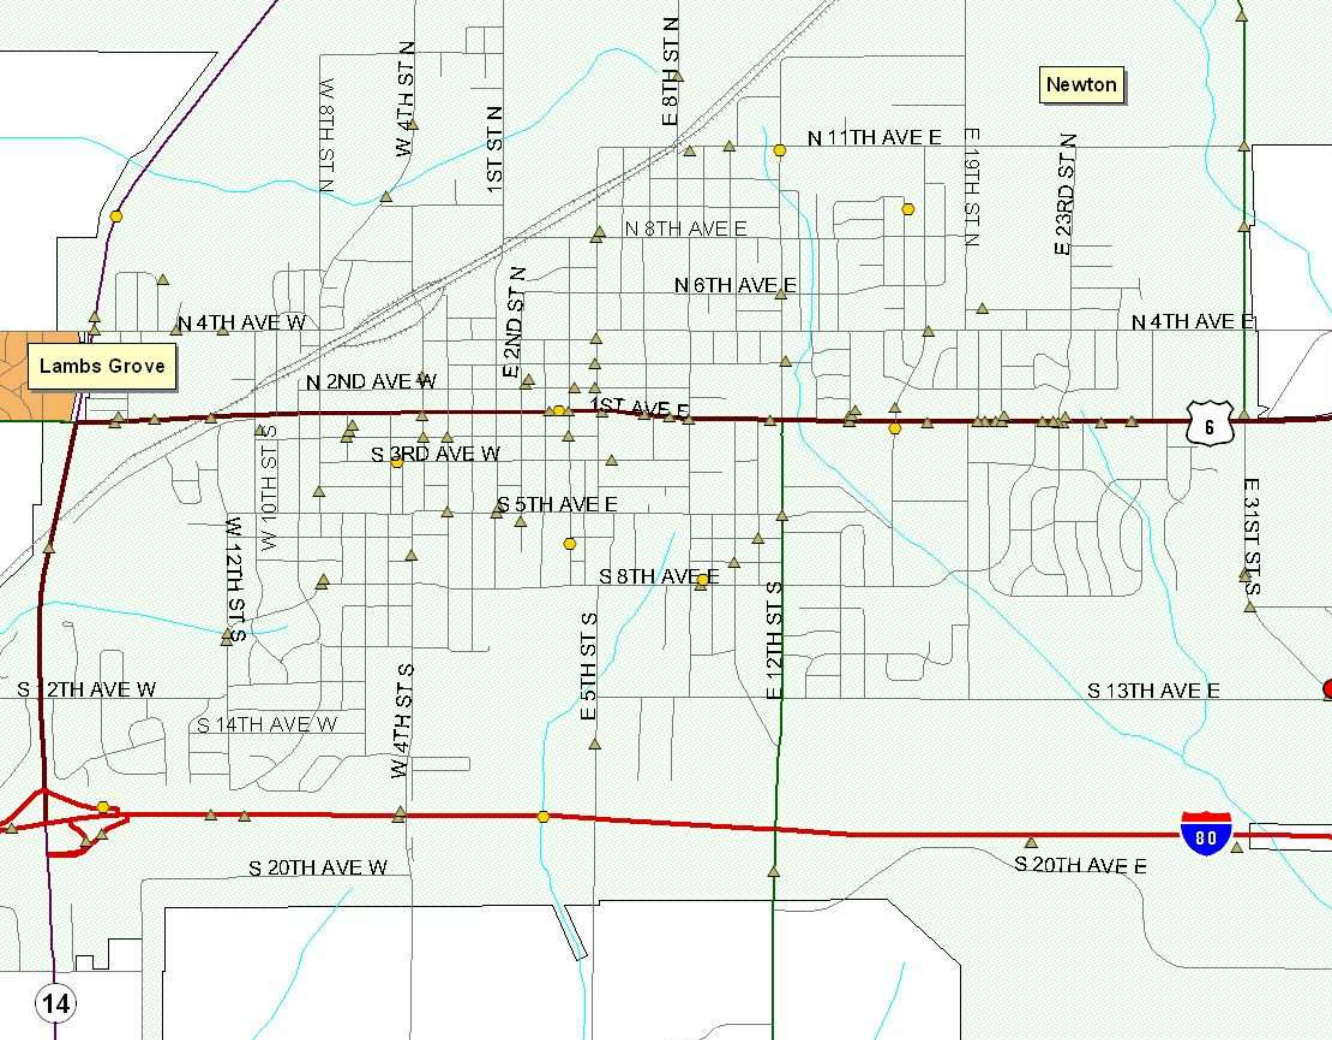 W 8TH ST N
W 4TH ST N
1ST ST N
E 8TH ST N
Newton
N 11TH AVE E
E 19TH ST N
E 23RD ST N
N 8TH AVE E
N 6TH AVE E
E 2ND ST N
N 4TH AVE W
N 4TH AVE E
Lambs Grove
N 2ND AVE W
1ST AVE E
6
S 3RD AVE W
W 10TH ST S
S 5TH AVE E
E 31ST ST S
W 12TH ST S
S 8TH AVE E
E 5TH ST S
E 12TH ST S
S 12TH AVE W
S 13TH AVE E
S 14TH AVE W
W 4TH ST S
80
S 20TH AVE W
S 20TH AVE E
14